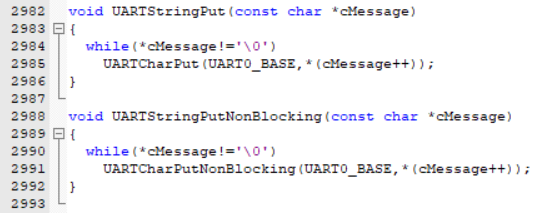 2982 void UARTStringPut(const char *cMessage)
2983 {
2984 while(*cMessage!='\0')
2985 UARTCharPut(UART0_BASE,*(cMessage++));
2986 }
2987
2988 void UARTStringPutNonBlocking(const char *cMessage)
2989 {
2990 while(*cMessage!='\0')
2991 UARTCharPutNonBlocking(UART0_BASE,*(cMessage++));
2992 }
2993